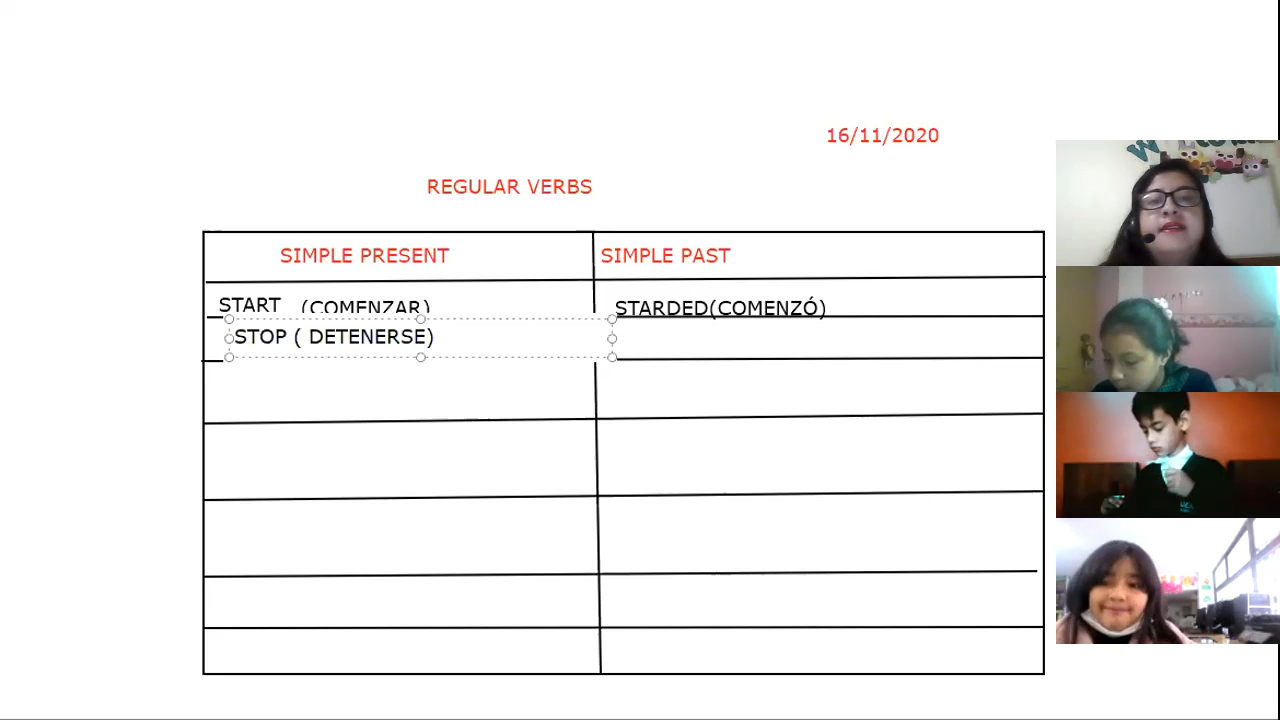 16/11/2020
REGULAR VERBS
SIMPLE PRESENT SIMPLE PAST
START (COMENZAR) STARDED(COMENZÓ)
STOP ( DETENERSE)